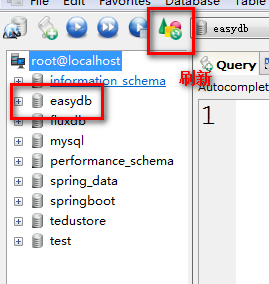 Edit Favorites Database Table
easydb
刷新
root@localhost
information_schema
easydb
fluxdb
mysql
performance_schema
spring_data
springboot
tedustore
test
Query
Autocomplet
1